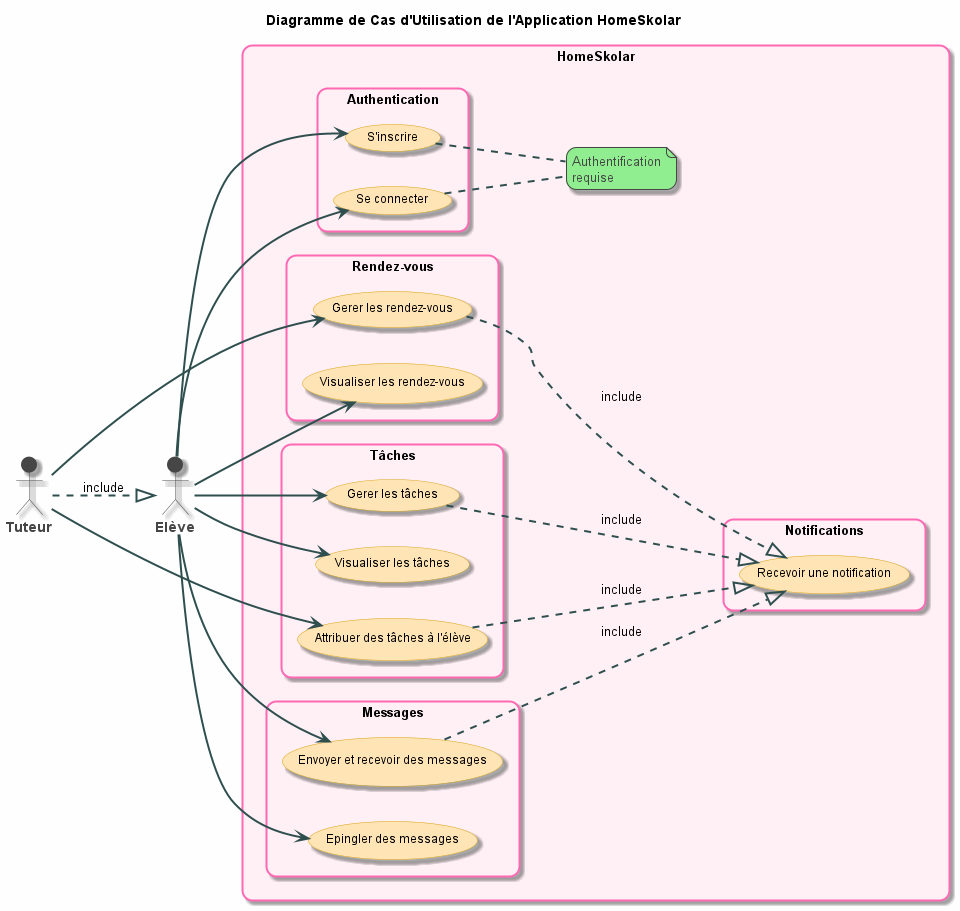 Diagramme de Cas d'Utilisation de l'Application HomeSkolar
HomeSkolar
Authentication
S'inscrire
Se connecter
Authentification
requise
Rendez-vous
Gerer les rendez-vous
Visualiser les rendez-vous
include
Tuteur
include
Elève
Tâches
Gerer les tâches
Visualiser les tâches
Attribuer des tâches à l'élève
include
include
include
Notifications
Recevoir une notification
Messages
Envoyer et recevoir des messages
Epingler des messages